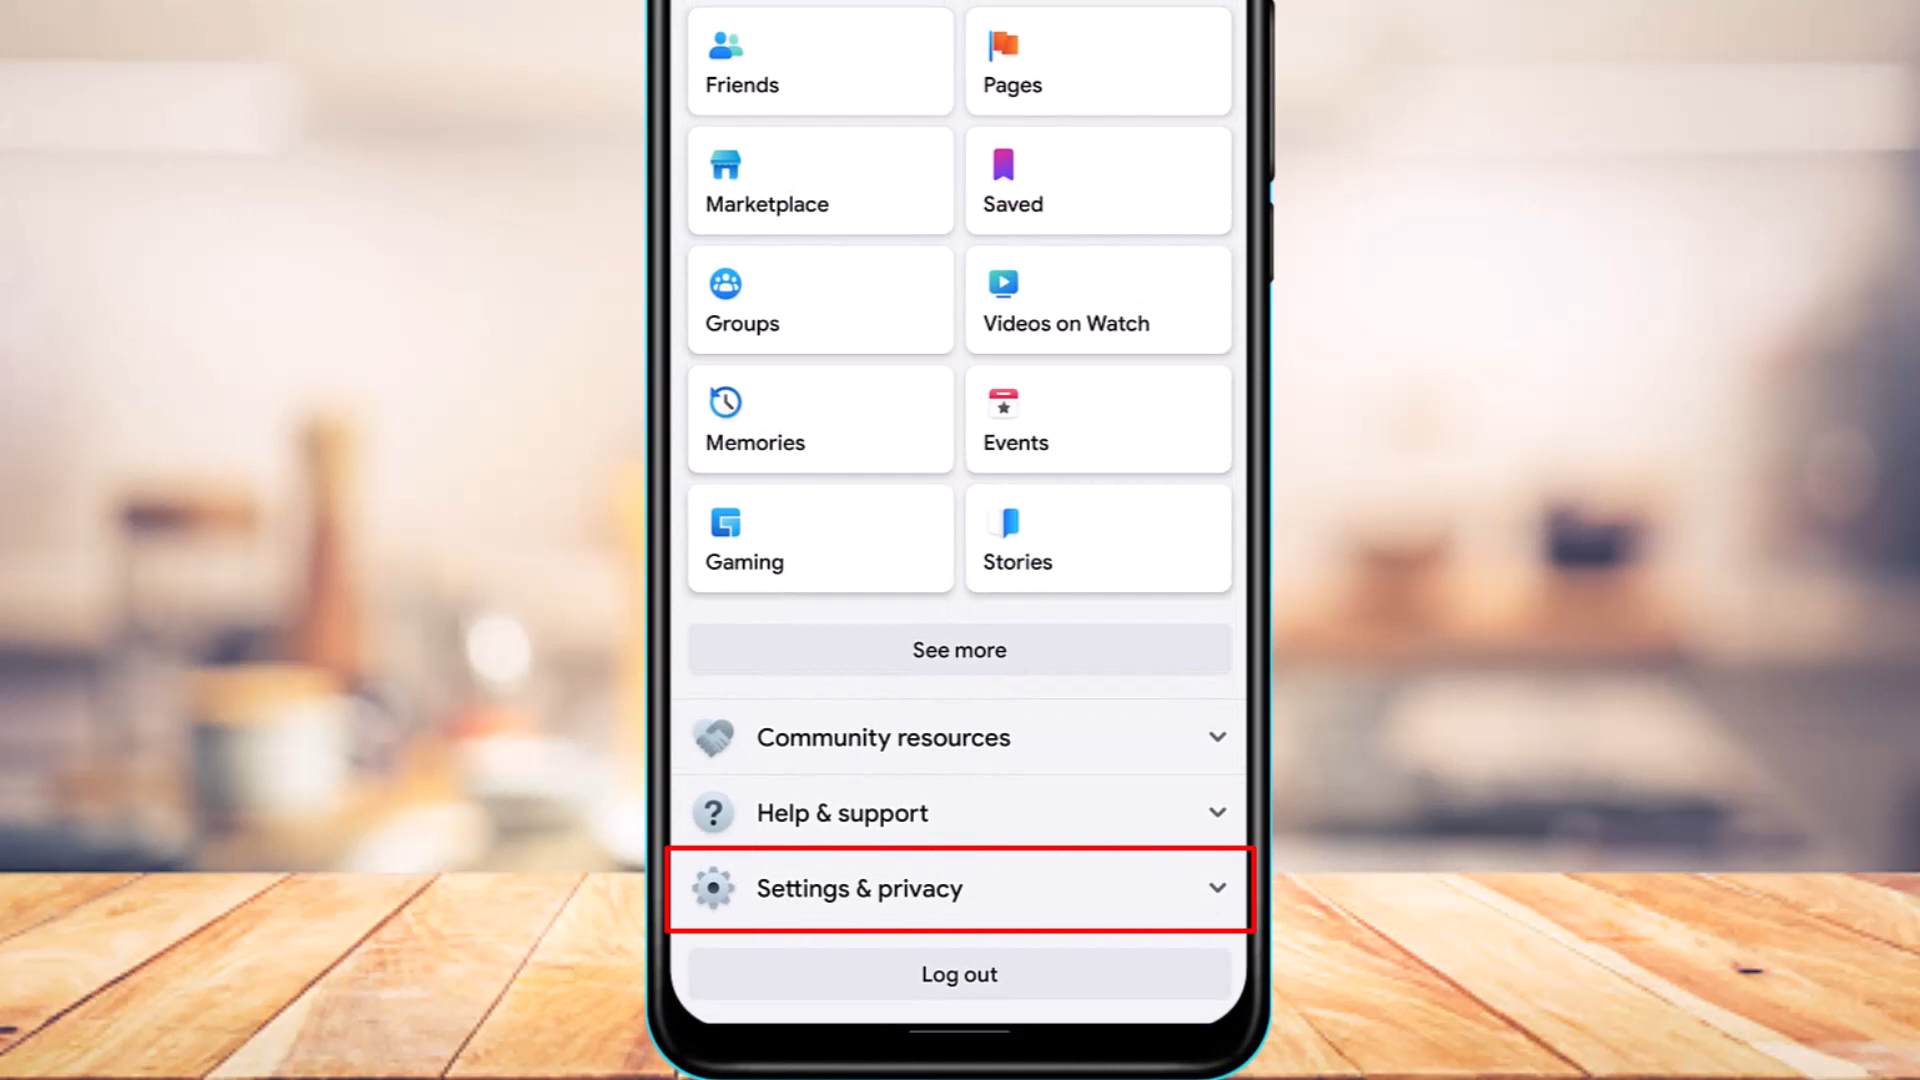 Friends
Pages
Marketplace
Saved
Groups
Videos on Watch
Memories
Events
Gaming
Stories
See more
Community resources
Help & support
Settings & privacy
Log out